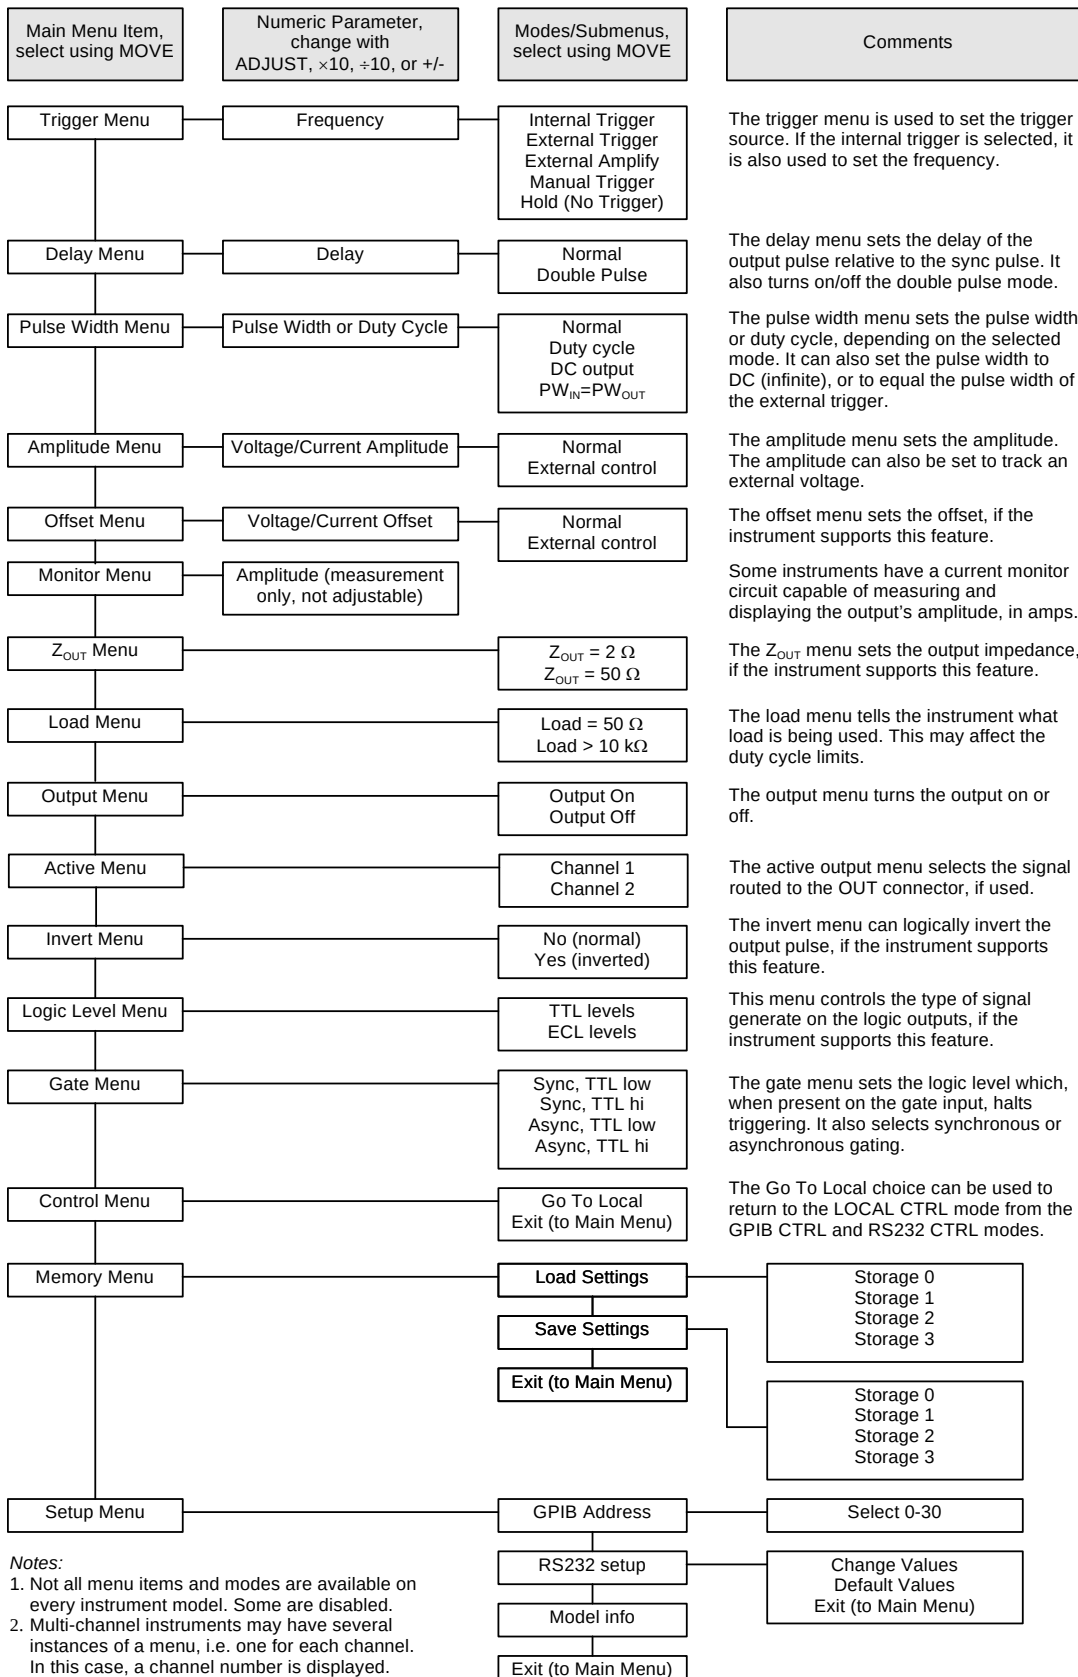 Main Menu Item,
select using MOVE
Numeric Parameter,
change with
ADJUST, ×10, ÷10, or +/-
Modes/Submenus,
select using MOVE
Comments
Trigger Menu
Frequency
Internal Trigger
External Trigger
External Amplify
Manual Trigger
Hold (No Trigger)
The trigger menu is used to set the trigger
source. If the internal trigger is selected, it
is also used to set the frequency.
Delay Menu
Delay
Normal
Double Pulse
The delay menu sets the delay of the
output pulse relative to the sync pulse. It
also turns on/off the double pulse mode.
Pulse Width Menu
Pulse Width or Duty Cycle
Normal
Duty cycle
DC output
PWIN=PWOUT
The pulse width menu sets the pulse width
or duty cycle, depending on the selected
mode. It can also set the pulse width to
DC (infinite), or to equal the pulse width of
the external trigger.
Amplitude Menu
Voltage/Current Amplitude
Normal
External control
The amplitude menu sets the amplitude.
The amplitude can also be set to track an
external voltage.
Offset Menu
Voltage/Current Offset
Normal
External control
The offset menu sets the offset, if the
instrument supports this feature.
Monitor Menu
Amplitude (measurement
only, not adjustable)
Some instruments have a current monitor
circuit capable of measuring and
displaying the output's amplitude, in amps.
ZOUT Menu
ZOUT = 2 Ω
ZOUT = 50 Ω
The ZOUT menu sets the output impedance,
if the instrument supports this feature.
Load Menu
Load = 50 Ω
Load > 10 kΩ
The load menu tells the instrument what
load is being used. This may affect the
duty cycle limits.
Output Menu
Output On
Output Off
The output menu turns the output on or
off.
Active Menu
Channel 1
Channel 2
The active output menu selects the signal
routed to the OUT connector, if used.
Invert Menu
No (normal)
Yes (inverted)
The invert menu can logically invert the
output pulse, if the instrument supports
this feature.
Logic Level Menu
TTL levels
ECL levels
This menu controls the type of signal
generate on the logic outputs, if the
instrument supports this feature.
Gate Menu
Sync, TTL low
Sync, TTL hi
Async, TTL low
Async, TTL hi
The gate menu sets the logic level which,
when present on the gate input, halts
triggering. It also selects synchronous or
asynchronous gating.
Control Menu
Go To Local
Exit (to Main Menu)
The Go To Local choice can be used to
return to the LOCAL CTRL mode from the
GPIB CTRL and RS232 CTRL modes.
Memory Menu
Load Settings
Storage 0
Storage 1
Storage 2
Storage 3
Save Settings
Exit (to Main Menu)
Storage 0
Storage 1
Storage 2
Storage 3
Setup Menu
GPIB Address
Select 0-30
RS232 setup
Change Values
Default Values
Exit (to Main Menu)
Model info
Exit (to Main Menu)
Notes:
1. Not all menu items and modes are available on
every instrument model. Some are disabled.
2. Multi-channel instruments may have several
instances of a menu, i.e. one for each channel.
In this case, a channel number is displayed.